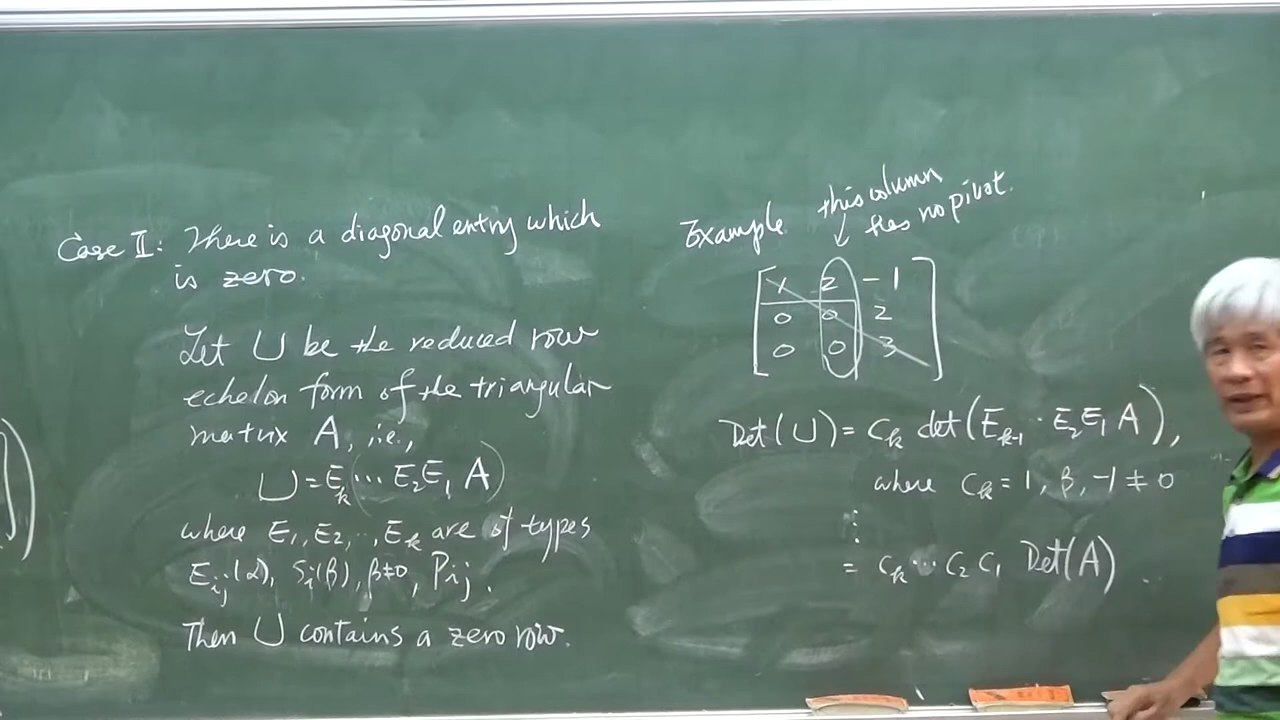 Case II: There is a diagonal entry which
is zero.
Let U be the reduced row
echelon form of the triangular
matrix A, i.e.,
U = E_k(··· E_2 E_1 A)
where E_1, E_2, ··, E_k are of types
E_ij(α), S_i(β), β≠0, P_ij.
Then U contains a zero row.
Example
this column
has no pivot.
↓
[ 1 2 -1
0 0 2
0 0 3 ]
Det(U) = C_k det(E_{k-1} ·· E_2 E_1 A),
where C_k = 1, β, -1 ≠ 0
⋮
= C_k ··· C_2 C_1 Det(A)